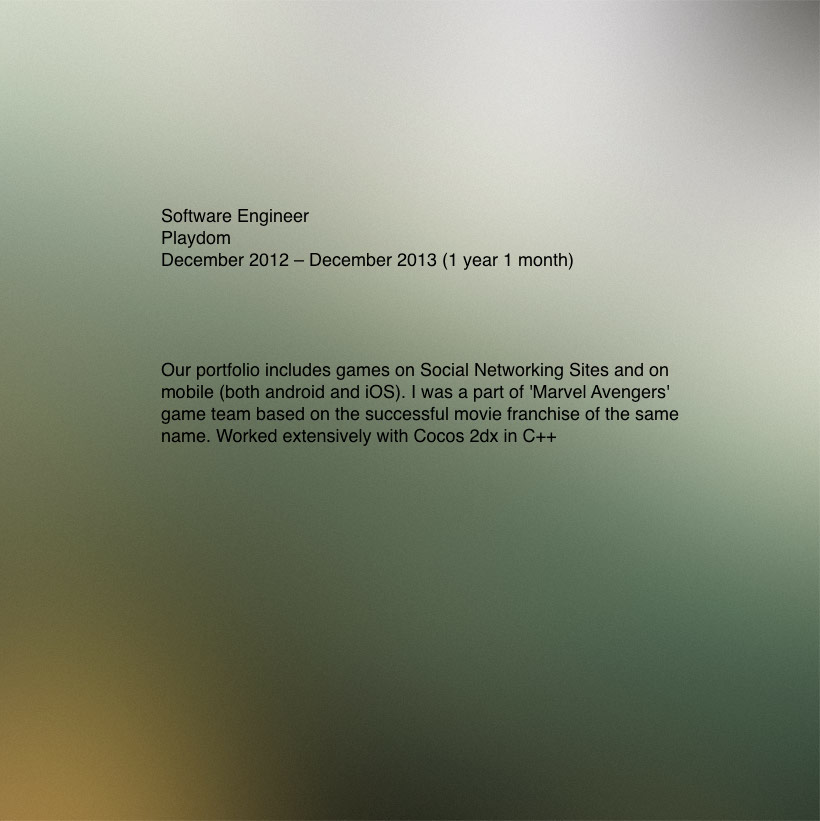 Software Engineer
Playdom
December 2012 – December 2013 (1 year 1 month)
Our portfolio includes games on Social Networking Sites and on
mobile (both android and iOS). I was a part of 'Marvel Avengers'
game team based on the successful movie franchise of the same
name. Worked extensively with Cocos 2dx in C++